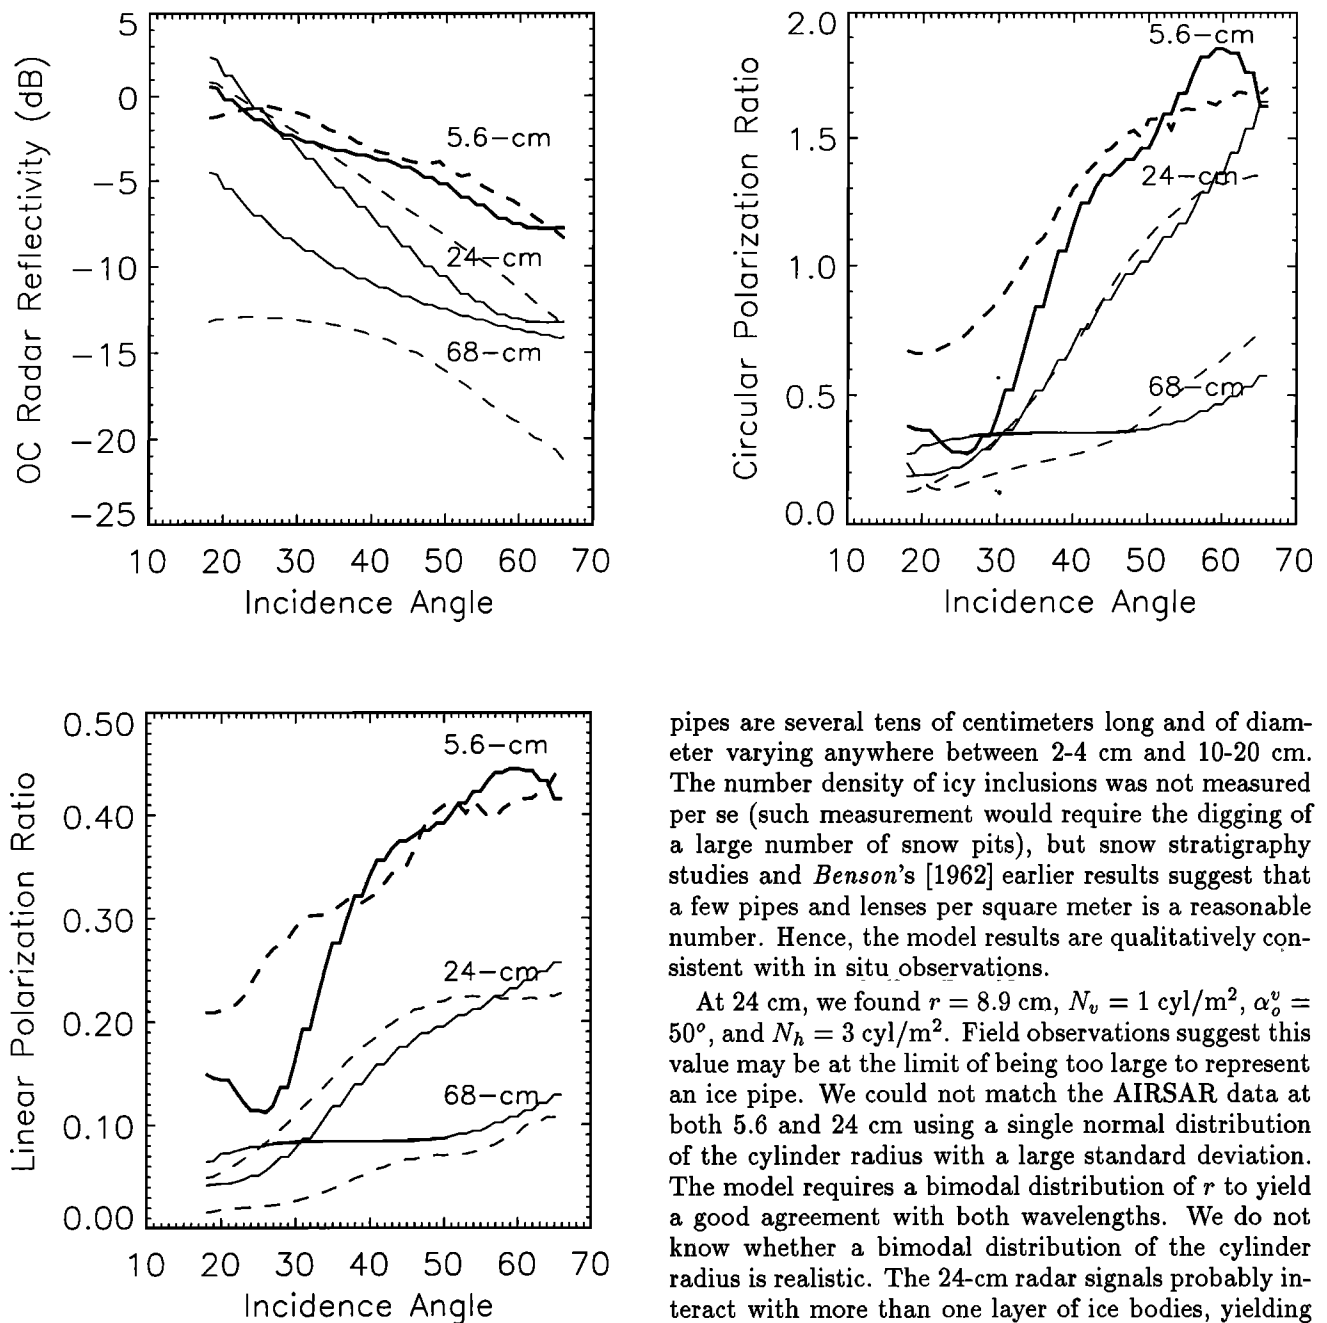 5
0
−5
−10
−15
−20
−25
OC Radar Reflectivity (dB)
5.6−cm
24−cm
68−cm
10 20 30 40 50 60 70
Incidence Angle
2.0
1.5
1.0
0.5
0.0
Circular Polarization Ratio
5.6−cm
24−cm
68−cm
10 20 30 40 50 60 70
Incidence Angle
0.50
0.40
0.30
0.20
0.10
0.00
Linear Polarization Ratio
5.6−cm
24−cm
68−cm
10 20 30 40 50 60 70
Incidence Angle
pipes are several tens of centimeters long and of diam-
eter varying anywhere between 2-4 cm and 10-20 cm.
The number density of icy inclusions was not measured
per se (such measurement would require the digging of
a large number of snow pits), but snow stratigraphy
studies and Benson's [1962] earlier results suggest that
a few pipes and lenses per square meter is a reasonable
number. Hence, the model results are qualitatively con-
sistent with in situ observations.
At 24 cm, we found r = 8.9 cm, N_v = 1 cyl/m², α_o^v =
50°, and N_h = 3 cyl/m². Field observations suggest this
value may be at the limit of being too large to represent
an ice pipe. We could not match the AIRSAR data at
both 5.6 and 24 cm using a single normal distribution
of the cylinder radius with a large standard deviation.
The model requires a bimodal distribution of r to yield
a good agreement with both wavelengths. We do not
know whether a bimodal distribution of the cylinder
radius is realistic. The 24-cm radar signals probably in-
teract with more than one layer of ice bodies, yielding